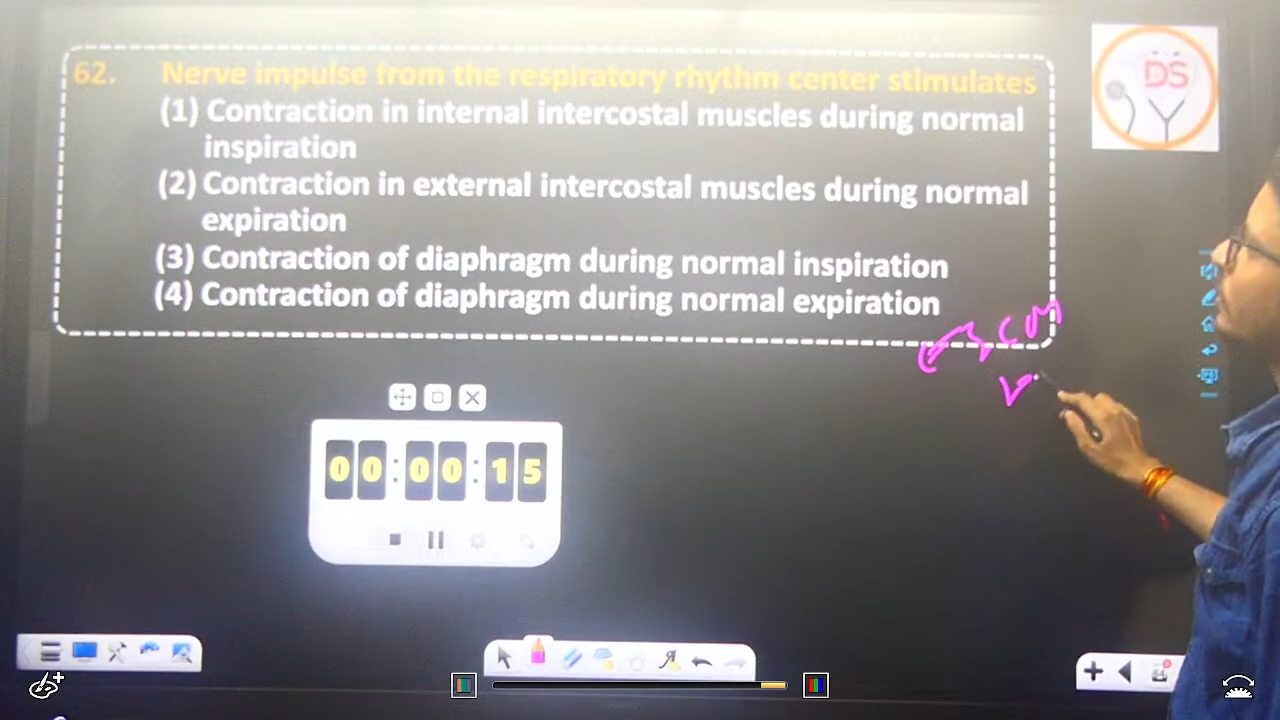 62. Nerve impulse from the respiratory rhythm center stimulates
(1) Contraction in internal intercostal muscles during normal
inspiration
(2) Contraction in external intercostal muscles during normal
expiration
(3) Contraction of diaphragm during normal inspiration
(4) Contraction of diaphragm during normal expiration
DS
00:00:15